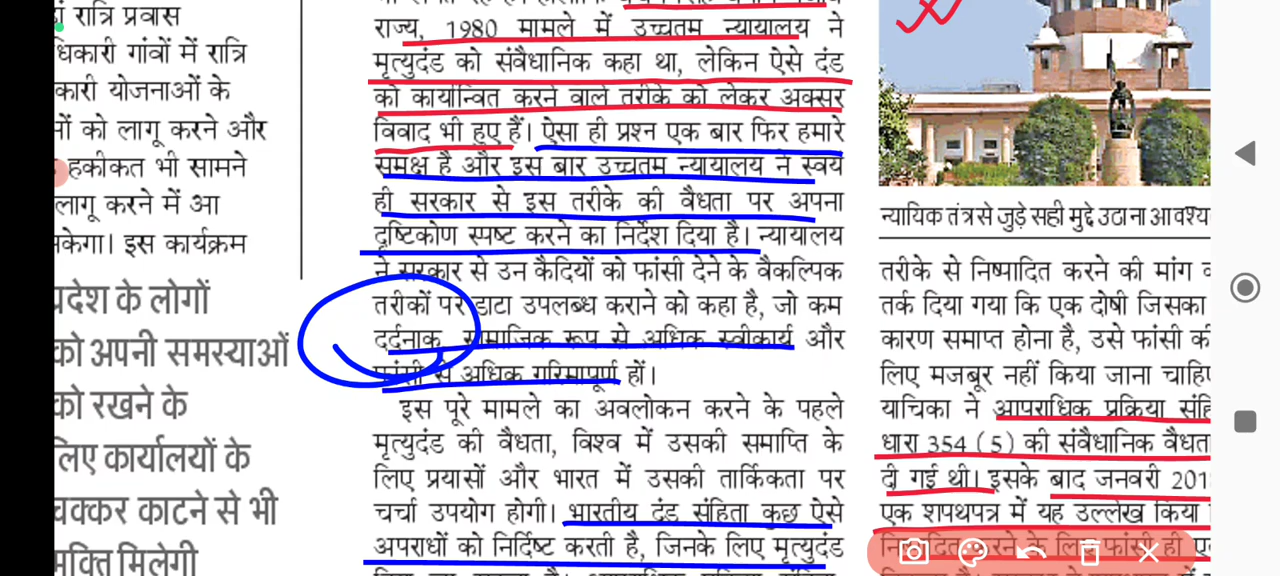 रात्रि प्रवास
धिकारी गांवों में रात्रि
कारी योजनाओं के
ों को लागू करने और
हकीकत भी सामने
लागू करने में आ
सकेगा। इस कार्यक्रम
प्रदेश के लोगों
को अपनी समस्याओं
को रखने के
लिए कार्यालयों के
चक्कर काटने से भी
मुक्ति मिलेगी
राज्य, 1980 मामले में उच्चतम न्यायालय ने
मृत्युदंड को संवैधानिक कहा था, लेकिन ऐसे दंड
को कार्यान्वित करने वाले तरीके को लेकर अक्सर
विवाद भी हुए हैं। ऐसा ही प्रश्न एक बार फिर हमारे
समक्ष है और इस बार उच्चतम न्यायालय ने स्वयं
ही सरकार से इस तरीके की वैधता पर अपना
दृष्टिकोण स्पष्ट करने का निर्देश दिया है। न्यायालय
ने सरकार से उन कैदियों को फांसी देने के वैकल्पिक
तरीकों पर डाटा उपलब्ध कराने को कहा है, जो कम
दर्दनाक, सामाजिक रूप से अधिक स्वीकार्य और
फांसी से अधिक गरिमापूर्ण हों।
इस पूरे मामले का अवलोकन करने के पहले
मृत्युदंड की वैधता, विश्व में उसकी समाप्ति के
लिए प्रयासों और भारत में उसकी तार्किकता पर
चर्चा उपयोग होगी। भारतीय दंड संहिता कुछ ऐसे
अपराधों को निर्दिष्ट करती है, जिनके लिए मृत्युदंड
न्यायिक तंत्र से जुड़े सही मुद्दे उठाना आवश्य
तरीके से निष्पादित करने की मांग
तर्क दिया गया कि एक दोषी जिसका
कारण समाप्त होना है, उसे फांसी की
लिए मजबूर नहीं किया जाना चाहि
याचिका ने आपराधिक प्रक्रिया संहि
धारा 354 (5) की संवैधानिक वैधता
दी गई थी। इसके बाद जनवरी 201
एक शपथपत्र में यह उल्लेख किया
निष्पादित करने के लिए फांसी ही